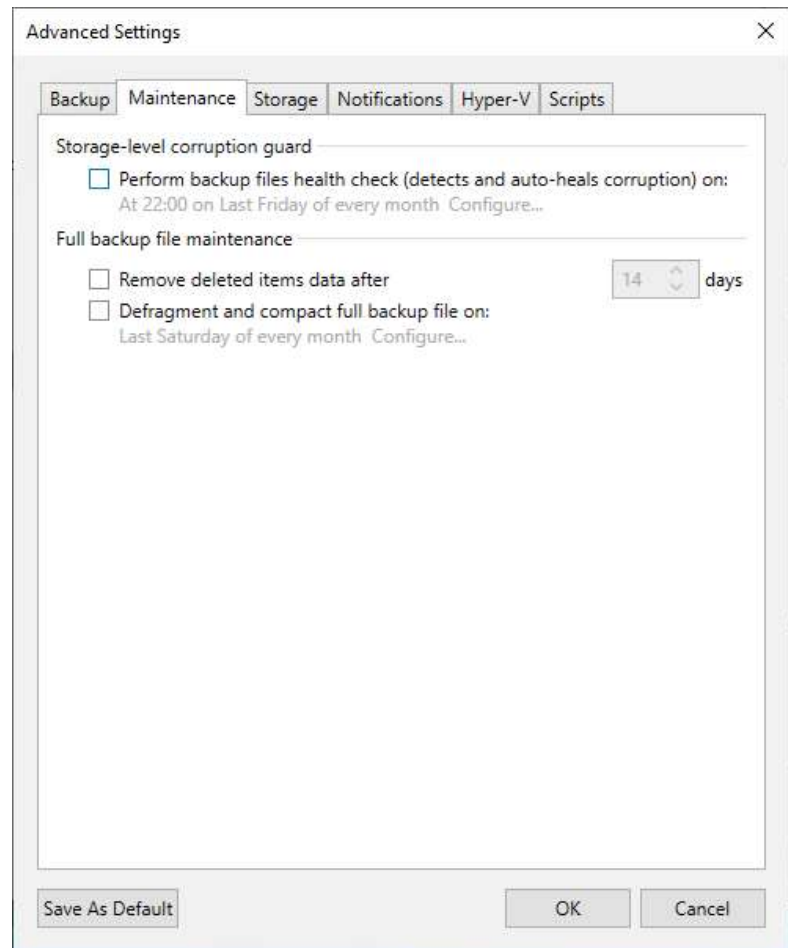 Advanced Settings
Backup Maintenance Storage Notifications Hyper-V Scripts
Storage-level corruption guard
Perform backup files health check (detects and auto-heals corruption) on:
At 22:00 on Last Friday of every month Configure...
Full backup file maintenance
Remove deleted items data after 14 days
Defragment and compact full backup file on:
Last Saturday of every month Configure...
Save As Default OK Cancel